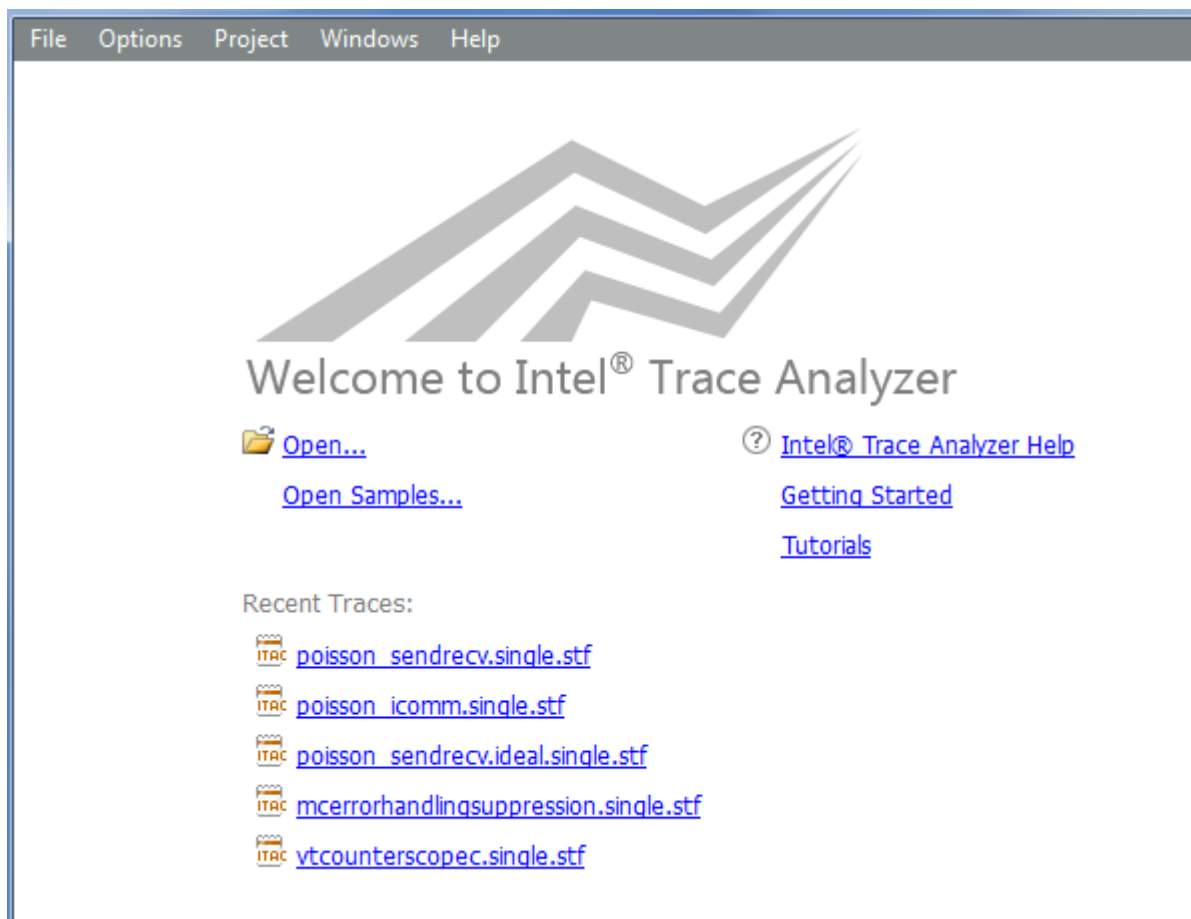 File Options Project Windows Help
Welcome to Intel® Trace Analyzer
Open...
Open Samples...
Intel® Trace Analyzer Help
Getting Started
Tutorials
Recent Traces:
ITAC poisson_sendrecv.single.stf
ITAC poisson_icomm.single.stf
ITAC poisson_sendrecv.ideal.single.stf
ITAC mcerrorhandlingsuppression.single.stf
ITAC vtcounterscopec.single.stf